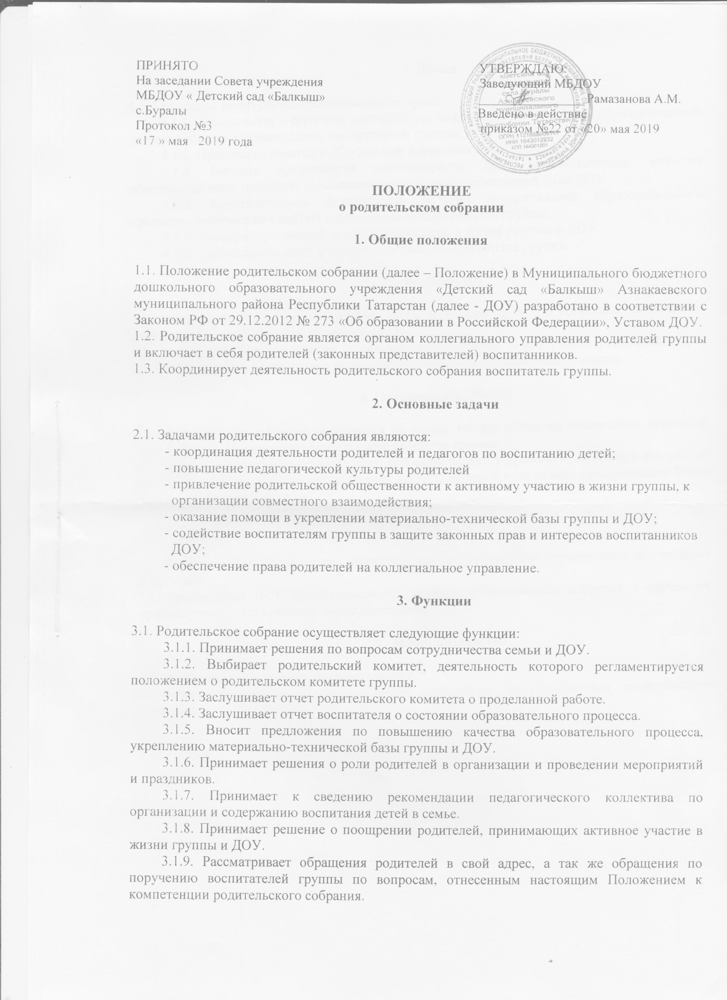 ПРИНЯТО
На заседании Совета учреждения
МБДОУ « Детский сад «Балкыш»
с.Буралы
Протокол №3
«17 » мая 2019 года
УТВЕРЖДАЮ:
Заведующий МБДОУ
Рамазанова А.М.
Введено в действие
приказом №22 от «20» мая 2019
«Детский сад
села Буралы
Азнакаевского
муниципального
района
Республики Татарстан
ИНН 1643012332
КПП 164301001
ПОЛОЖЕНИЕ
о родительском собрании
1. Общие положения
1.1. Положение родительском собрании (далее – Положение) в Муниципального бюджетного
дошкольного образовательного учреждения «Детский сад «Балкыш» Азнакаевского
муниципального района Республики Татарстан (далее - ДОУ) разработано в соответствии с
Законом РФ от 29.12.2012 № 273 «Об образовании в Российской Федерации», Уставом ДОУ.
1.2. Родительское собрание является органом коллегиального управления родителей группы
и включает в себя родителей (законных представителей) воспитанников.
1.3. Координирует деятельность родительского собрания воспитатель группы.
2. Основные задачи
2.1. Задачами родительского собрания являются:
- координация деятельности родителей и педагогов по воспитанию детей;
- повышение педагогической культуры родителей
- привлечение родительской общественности к активному участию в жизни группы, к
организации совместного взаимодействия;
- оказание помощи в укреплении материально-технической базы группы и ДОУ;
- содействие воспитателям группы в защите законных прав и интересов воспитанников
ДОУ;
- обеспечение права родителей на коллегиальное управление.
3. Функции
3.1. Родительское собрание осуществляет следующие функции:
3.1.1. Принимает решения по вопросам сотрудничества семьи и ДОУ.
3.1.2. Выбирает родительский комитет, деятельность которого регламентируется
положением о родительском комитете группы.
3.1.3. Заслушивает отчет родительского комитета о проделанной работе.
3.1.4. Заслушивает отчет воспитателя о состоянии образовательного процесса.
3.1.5. Вносит предложения по повышению качества образовательного процесса,
укреплению материально-технической базы группы и ДОУ.
3.1.6. Принимает решения о роли родителей в организации и проведении мероприятий
и праздников.
3.1.7. Принимает к сведению рекомендации педагогического коллектива по
организации и содержанию воспитания детей в семье.
3.1.8. Принимает решение о поощрении родителей, принимающих активное участие в
жизни группы и ДОУ.
3.1.9. Рассматривает обращения родителей в свой адрес, а так же обращения по
поручению воспитателей группы по вопросам, отнесенным настоящим Положением к
компетенции родительского собрания.